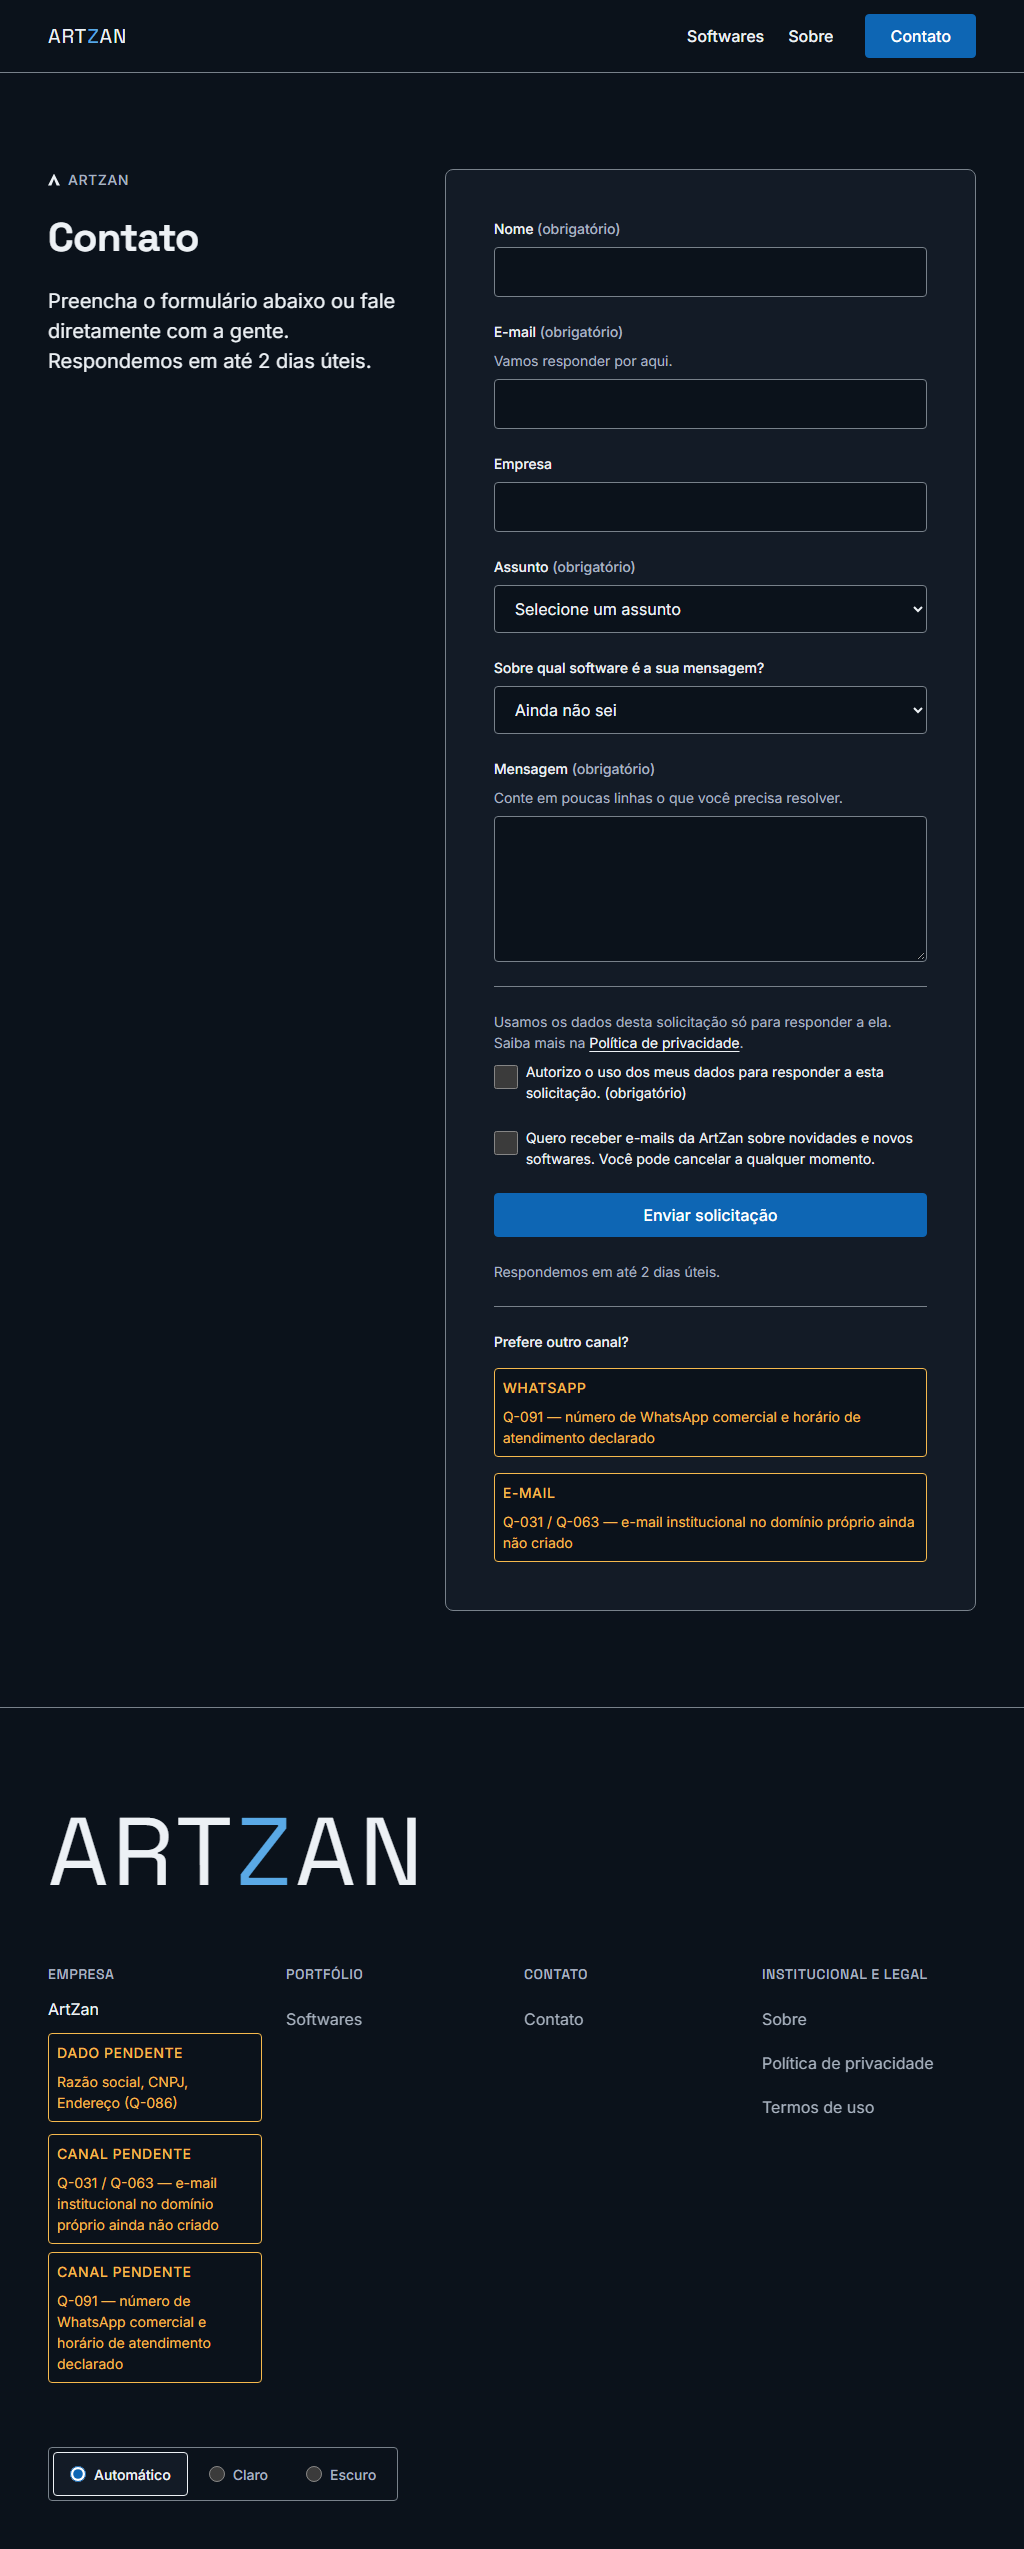 ARTZAN
Softwares
Sobre
Contato
ARTZAN
Contato
Preencha o formulário abaixo ou fale
diretamente com a gente.
Respondemos em até 2 dias úteis.
Nome (obrigatório)
E-mail (obrigatório)
Vamos responder por aqui.
Empresa
Assunto (obrigatório)
Selecione um assunto
Sobre qual software é a sua mensagem?
Ainda não sei
Mensagem (obrigatório)
Conte em poucas linhas o que você precisa resolver.
Usamos os dados desta solicitação só para responder a ela.
Saiba mais na Política de privacidade.
Autorizo o uso dos meus dados para responder a esta
solicitação. (obrigatório)
Quero receber e-mails da ArtZan sobre novidades e novos
softwares. Você pode cancelar a qualquer momento.
Enviar solicitação
Respondemos em até 2 dias úteis.
Prefere outro canal?
WHATSAPP
Q-091 — número de WhatsApp comercial e horário de
atendimento declarado
E-MAIL
Q-031 / Q-063 — e-mail institucional no domínio próprio ainda
não criado
ARTZAN
EMPRESA
ArtZan
DADO PENDENTE
Razão social, CNPJ,
Endereço (Q-086)
CANAL PENDENTE
Q-031 / Q-063 — e-mail
institucional no domínio
próprio ainda não criado
CANAL PENDENTE
Q-091 — número de
WhatsApp comercial e
horário de atendimento
declarado
PORTFÓLIO
Softwares
CONTATO
Contato
INSTITUCIONAL E LEGAL
Sobre
Política de privacidade
Termos de uso
Automático
Claro
Escuro